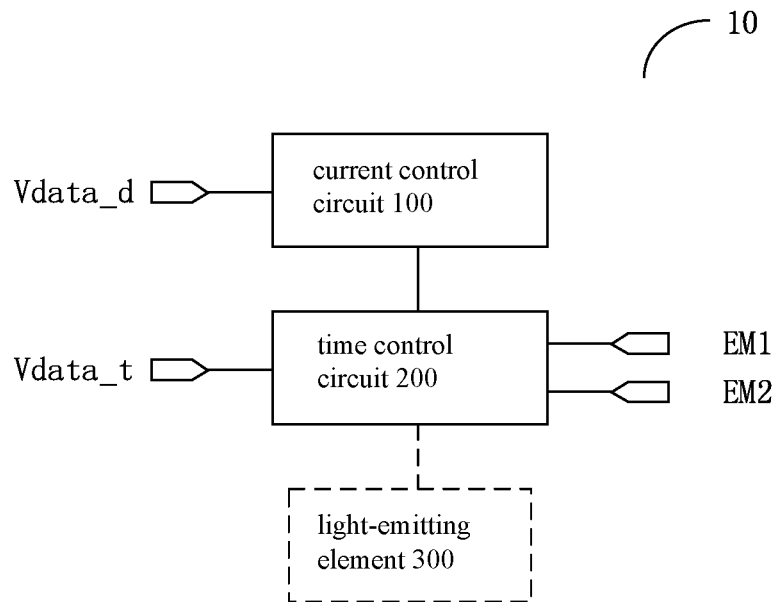 10
current control
circuit 100
Vdata_d
time control
circuit 200
Vdata_t
EM1
EM2
light-emitting
element 300